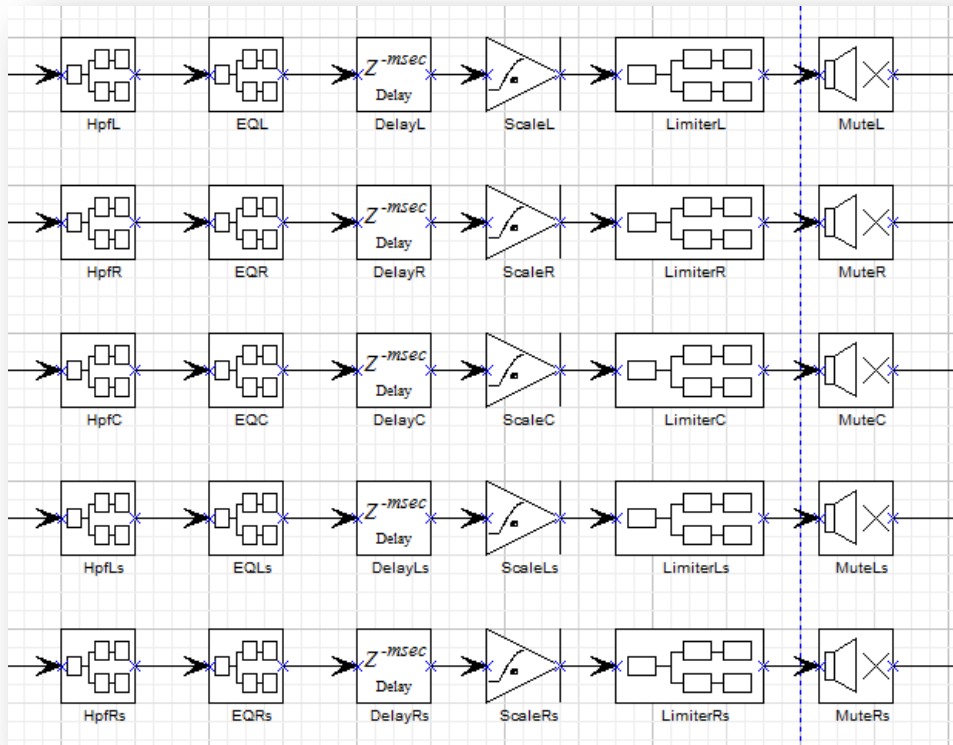 Z-msec
Delay
HpfL EQL DelayL ScaleL LimiterL MuteL
Z-msec
Delay
HpfR EQR DelayR ScaleR LimiterR MuteR
Z-msec
Delay
HpfC EQC DelayC ScaleC LimiterC MuteC
Z-msec
Delay
HpfLs EQLs DelayLs ScaleLs LimiterLs MuteLs
Z-msec
Delay
HpfRs EQRs DelayRs ScaleRs LimiterRs MuteRs